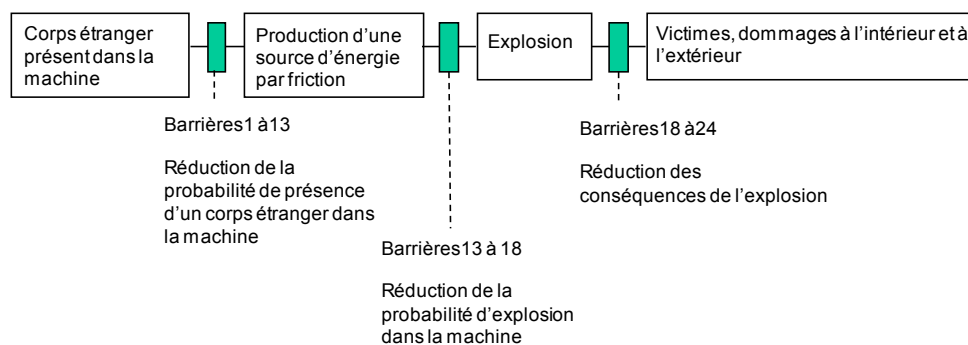 Corps étranger
présent dans la
machine
Production d'une
source d'énergie
par friction
Explosion
Victimes, dommages à l'intérieur et à
l'extérieur
Barrières1 à13
Réduction de la
probabilité de présence
d'un corps étranger dans
la machine
Barrières13 à 18
Réduction de la
probabilité d'explosion
dans la machine
Barrières18 à24
Réduction des
conséquences de l'explosion